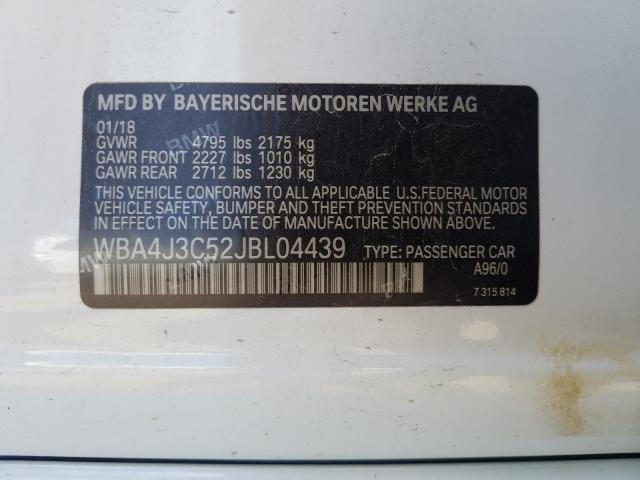 MFD BY BAYERISCHE MOTOREN WERKE AG
01/18
GVWR 4795 lbs 2175 kg
GAWR FRONT 2227 lbs 1010 kg
GAWR REAR 2712 lbs 1230 kg
THIS VEHICLE CONFORMS TO ALL APPLICABLE U.S.FEDERAL MOTOR
VEHICLE SAFETY, BUMPER AND THEFT PREVENTION STANDARDS
IN EFFECT ON THE DATE OF MANUFACTURE SHOWN ABOVE.
WBA4J3C52JBL04439 TYPE: PASSENGER CAR
A96/0
7 315 814
BMW
BMW
BMW